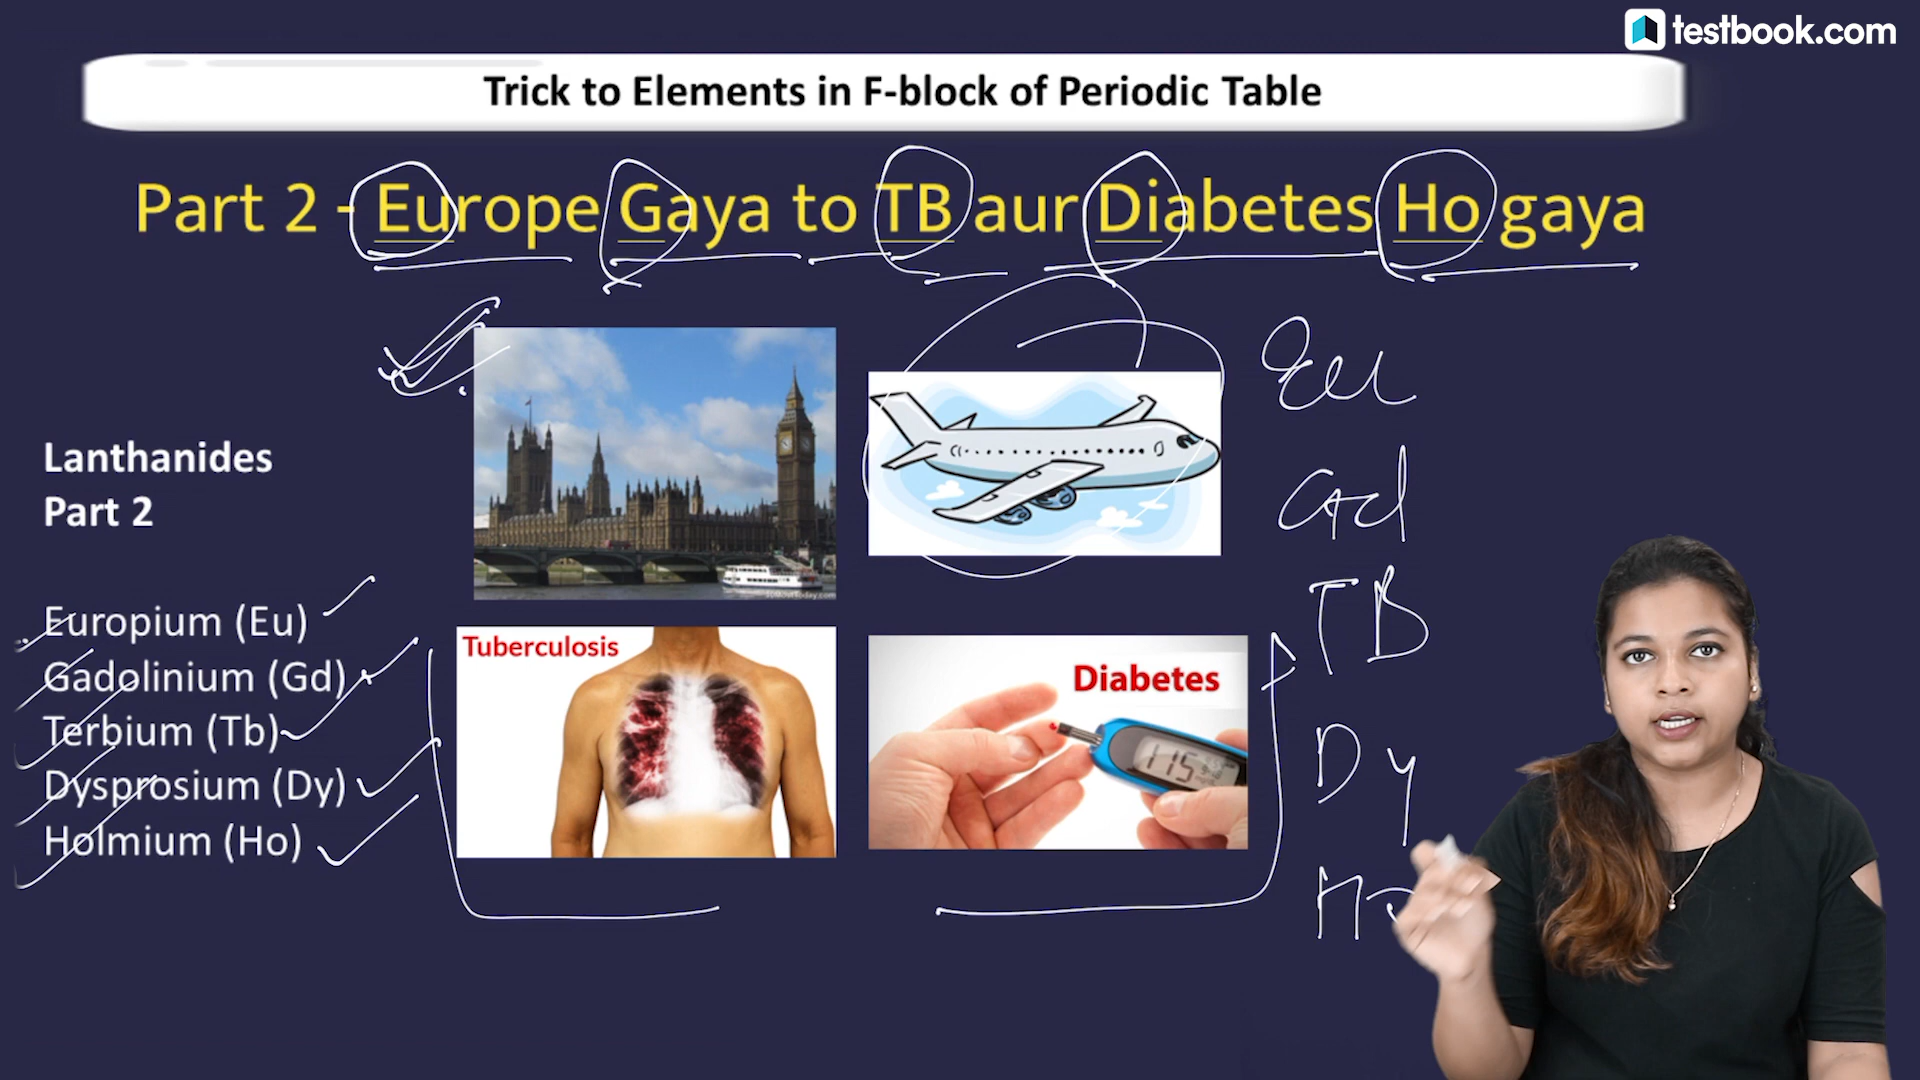 testbook.com
Trick to Elements in F-block of Periodic Table
Part 2 - Europe Gaya to TB aur Diabetes Ho gaya
Lanthanides
Part 2
Europium (Eu)
Gadolinium (Gd)
Terbium (Tb)
Dysprosium (Dy)
Holmium (Ho)
Tuberculosis
Diabetes
115
Eu
Gd
TB
Dy
Ho